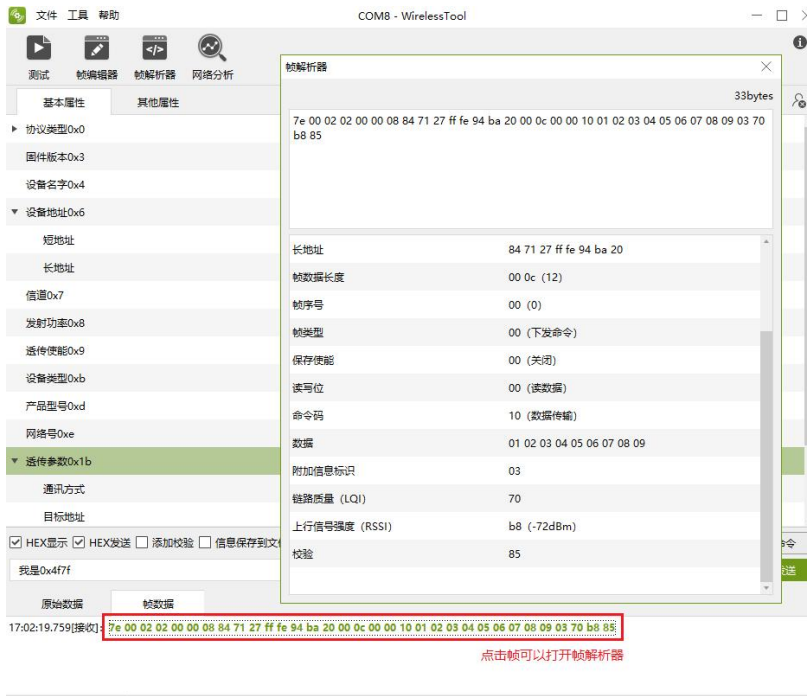 文件 工具 帮助 COM8 - WirelessTool
测试 帧编辑器 帧解析器 网络分析
基本属性 其他属性
协议类型0x0
固件版本0x3
设备名字0x4
设备地址0x6
短地址
长地址
信道0x7
发射功率0x8
透传使能0x9
设备类型0xb
产品型号0xd
网络号0xe
透传参数0x1b
通讯方式
目标地址
帧解析器
33bytes
7e 00 02 02 00 00 08 84 71 27 ff fe 94 ba 20 00 0c 00 00 10 01 02 03 04 05 06 07 08 09 03 70
b8 85
长地址 84 71 27 ff fe 94 ba 20
帧数据长度 00 0c (12)
帧序号 00 (0)
帧类型 00 (下发命令)
保存使能 00 (关闭)
读写位 00 (读数据)
命令码 10 (数据传输)
数据 01 02 03 04 05 06 07 08 09
附加信息标识 03
链路质量 (LQI) 70
上行信号强度 (RSSI) b8 (-72dBm)
校验 85
HEX显示 HEX发送 添加校验 信息保存到文
我是0x4f7f
原始数据 帧数据
17:02:19.759[接收]: 7e 00 02 02 00 00 08 84 71 27 ff fe 94 ba 20 00 0c 00 00 10 01 02 03 04 05 06 07 08 09 03 70 b8 85
点击帧可以打开帧解析器